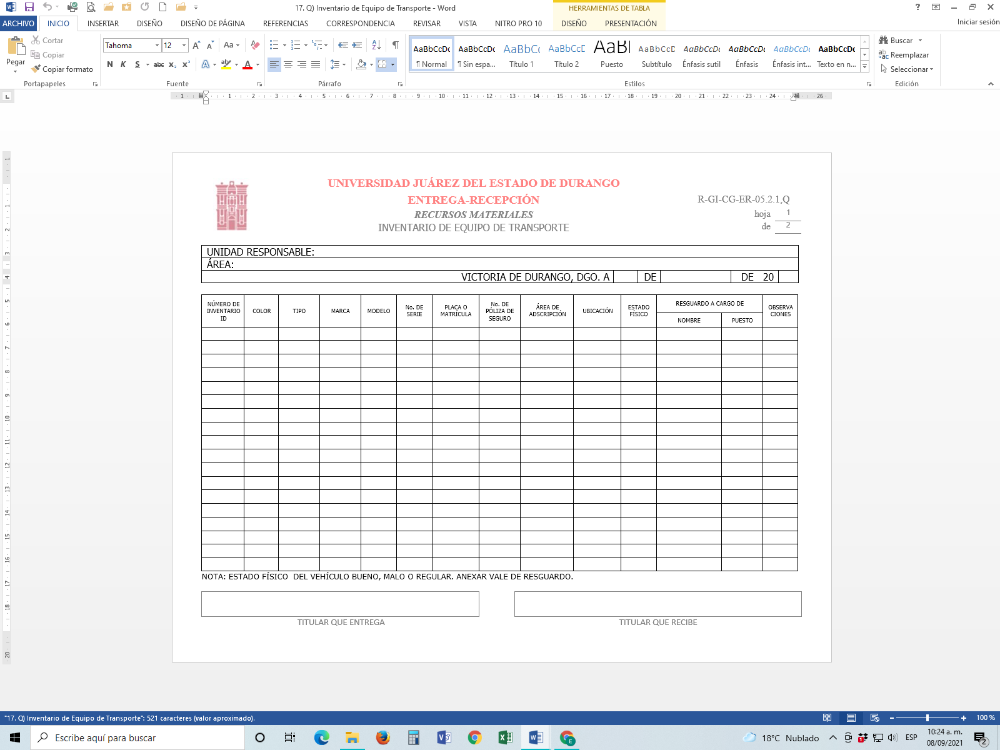 17. Q) Inventario de Equipo de Transporte - Word
HERRAMIENTAS DE TABLA
ARCHIVO INICIO INSERTAR DISEÑO DISEÑO DE PÁGINA REFERENCIAS CORRESPONDENCIA REVISAR VISTA NITRO PRO 10 DISEÑO PRESENTACIÓN Iniciar sesión
Pegar
Cortar
Copiar
Copiar formato
Portapapeles
Tahoma 12
Fuente
Párrafo
AaBbCcDc AaBbCcDc AaBbCc AaBbCcD AaBl AaBbCcD AaBbCcDc AaBbCcDc AaBbCcDc AaBbCcDc
¶ Normal ¶ Sin espa... Título 1 Título 2 Puesto Subtítulo Énfasis sutil Énfasis Énfasis int... Texto en n...
Estilos
Buscar
Reemplazar
Seleccionar
Edición
1 1 2 3 4 5 6 7 8 9 10 11 12 13 14 15 16 17 18 19 20 21 22 23 24 26
UNIVERSIDAD JUÁREZ DEL ESTADO DE DURANGO
ENTREGA-RECEPCIÓN
RECURSOS MATERIALES
INVENTARIO DE EQUIPO DE TRANSPORTE
R-GI-CG-ER-05.2.1,Q
hoja 1
de 2
UNIDAD RESPONSABLE:
ÁREA:
VICTORIA DE DURANGO, DGO. A DE DE 20
NÚMERO DE INVENTARIO ID
COLOR
TIPO
MARCA
MODELO
No. DE SERIE
PLACA O MATRÍCULA
No. DE PÓLIZA DE SEGURO
ÁREA DE ADSCRIPCIÓN
UBICACIÓN
ESTADO FÍSICO
RESGUARDO A CARGO DE
NOMBRE
PUESTO
OBSERVA CIONES
NOTA: ESTADO FÍSICO  DEL VEHÍCULO BUENO, MALO O REGULAR. ANEXAR VALE DE RESGUARDO.
TITULAR QUE ENTREGA
TITULAR QUE RECIBE
"17. Q) Inventario de Equipo de Transporte": 521 caracteres (valor aproximado).
100 %
Escribe aquí para buscar
18°C Nublado
ESP
10:24 a. m.
08/09/2021
2